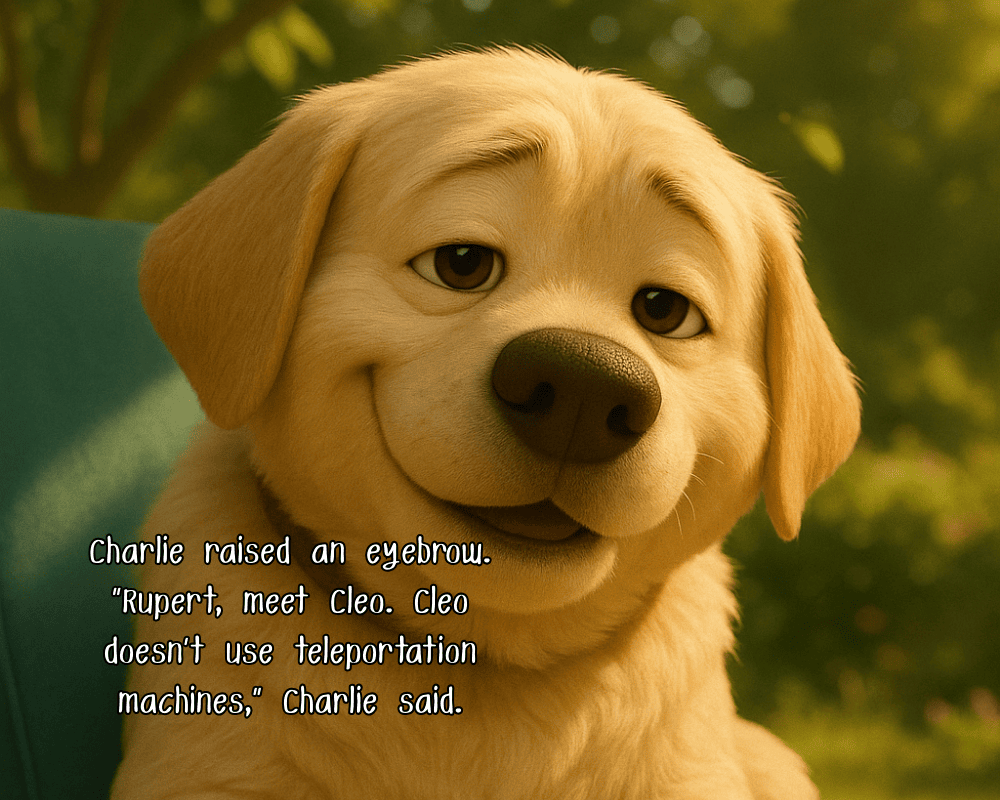 Charlie raised an eyebrow.
"Rupert, meet Cleo. Cleo
doesn't use teleportation
machines," Charlie said.